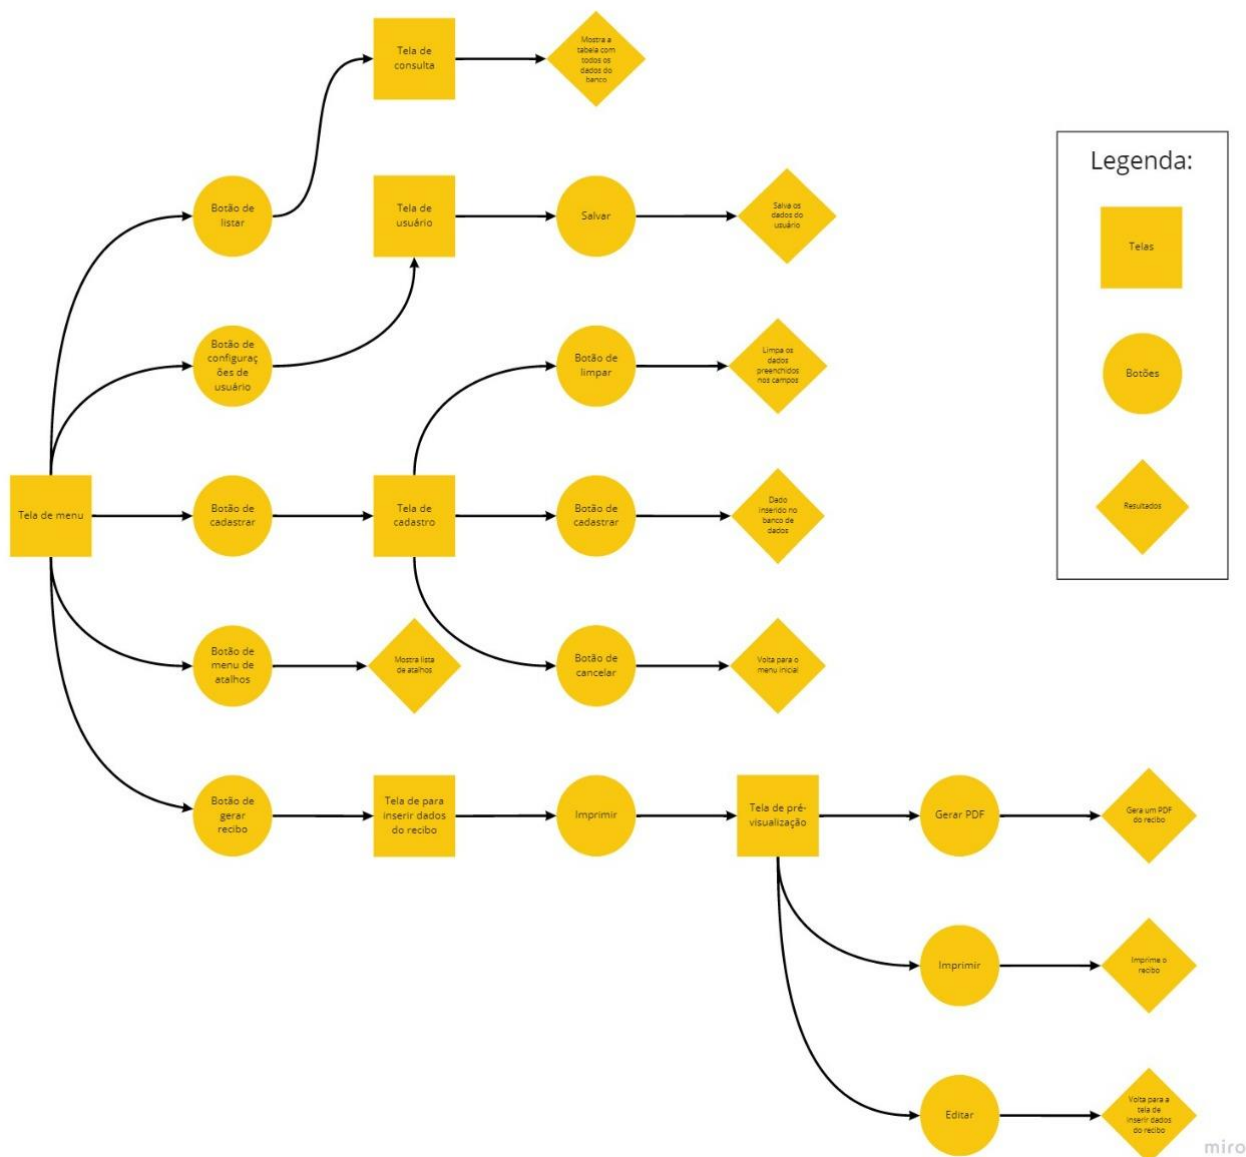 Tela de
consulta
Mostra a
tabela com
todos os
dados do
banco
Legenda:
Telas
Botões
Resultados
Botão de
listar
Tela de
usuário
Salvar
Salva os
dados do
usuário
Botão de
configuraç
ões de
usuário
Botão de
limpar
Limpa os
dados
preenchidos
nos campos
Tela de menu
Botão de
cadastrar
Tela de
cadastro
Botão de
cadastrar
Dado
inserido no
banco de
dados
Botão de
menu de
atalhos
Mostra lista
de atalhos
Botão de
cancelar
Volta para o
menu inicial
Botão de
gerar
recibo
Tela de para
inserir dados
do recibo
Imprimir
Tela de pré-
visualização
Gerar PDF
Gera um PDF
do recibo
Imprimir
Imprime o
recibo
Editar
Volta para a
tela de
inserir dados
do recibo
miro